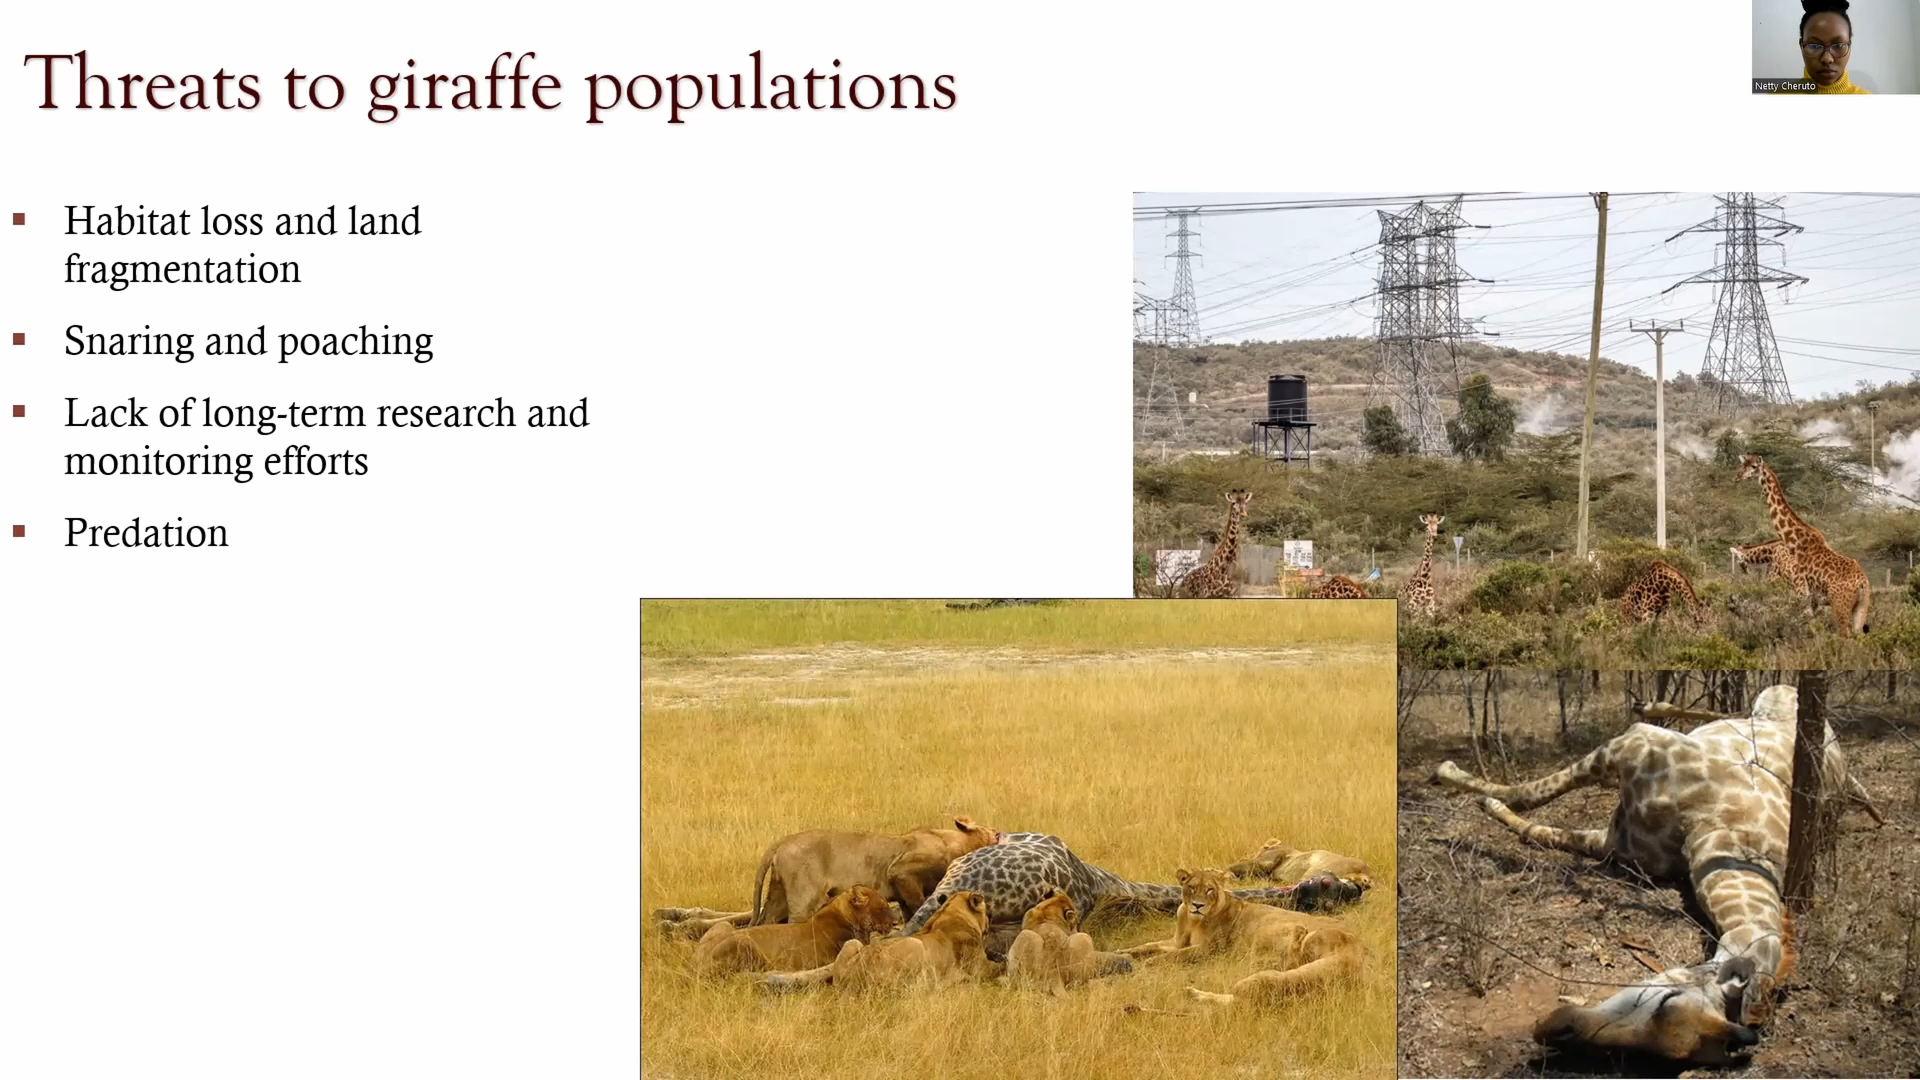 Threats to giraffe populations
Netty Cheruto
Habitat loss and land
fragmentation
Snaring and poaching
Lack of long-term research and
monitoring efforts
Predation